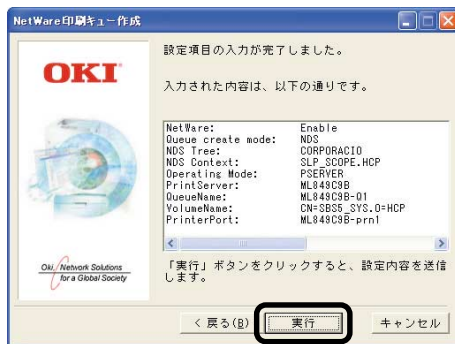 NetWare印刷キュー作成
OKI
Oki, Network Solutions
for a Global Society
設定項目の入力が完了しました。
入力された内容は、以下の通りです。
NetWare: Enable
Queue create mode: NDS
NDS Tree: CORPORACIO
NDS Context: SLP_SCOPE.HCP
Operating Mode: PSERVER
PrintServer: ML849C9B
QueueName: ML849C9B-Q1
VolumeName: CN=SBS5_SYS.O=HCP
PrinterPort: ML849C9B-prn1
「実行」ボタンをクリックすると、設定内容を送信
します。
< 戻る(B)
実行
キャンセル